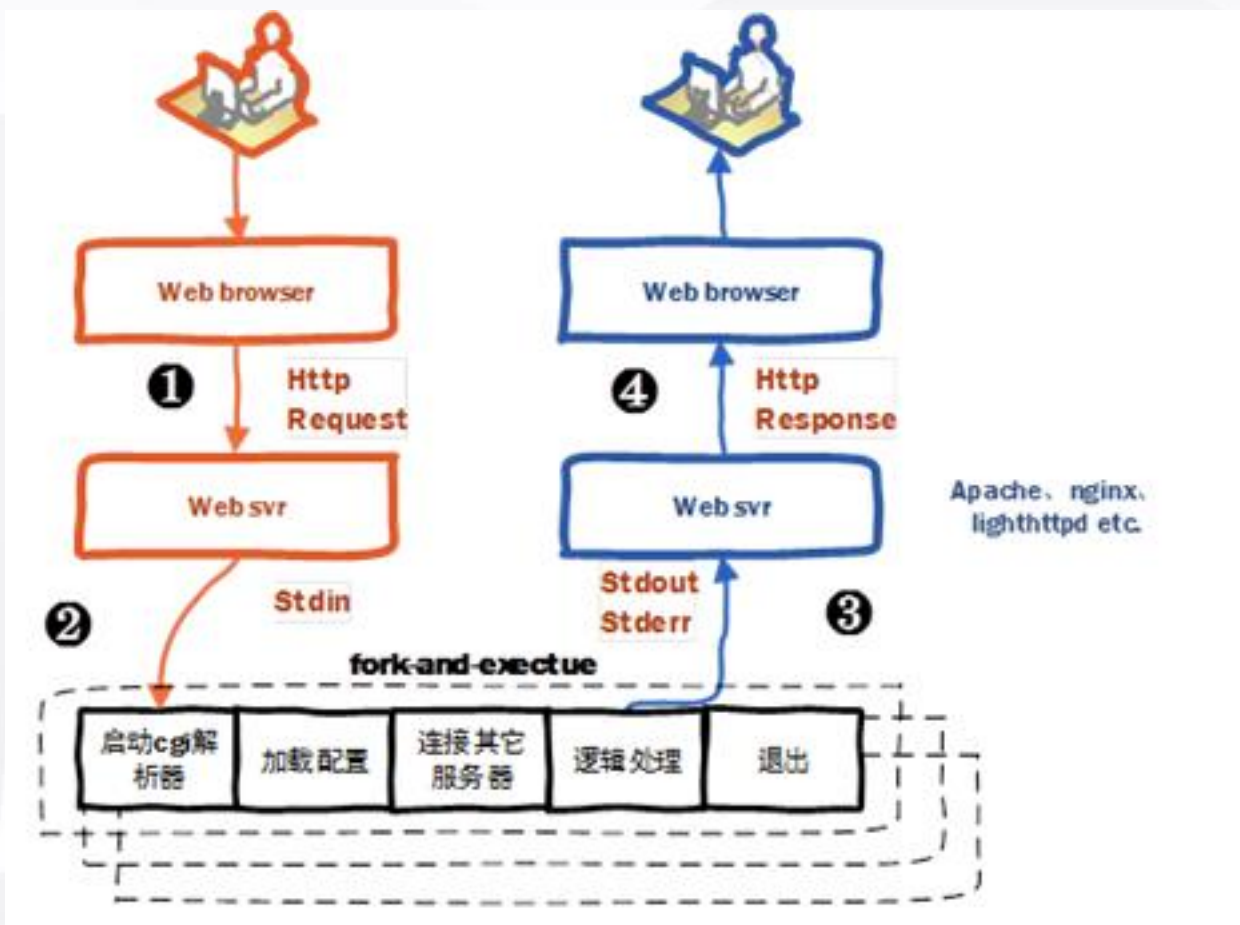 Web browser
Web browser
❶
Http
Request
❹
Http
Response
Web svr
Web svr
Apache、nginx、
lighthttpd etc.
❷
Stdin
Stdout
Stderr
❸
fork-and-exectue
启动cgi解
析器
加载配置
连接其它
服务器
逻辑处理
退出